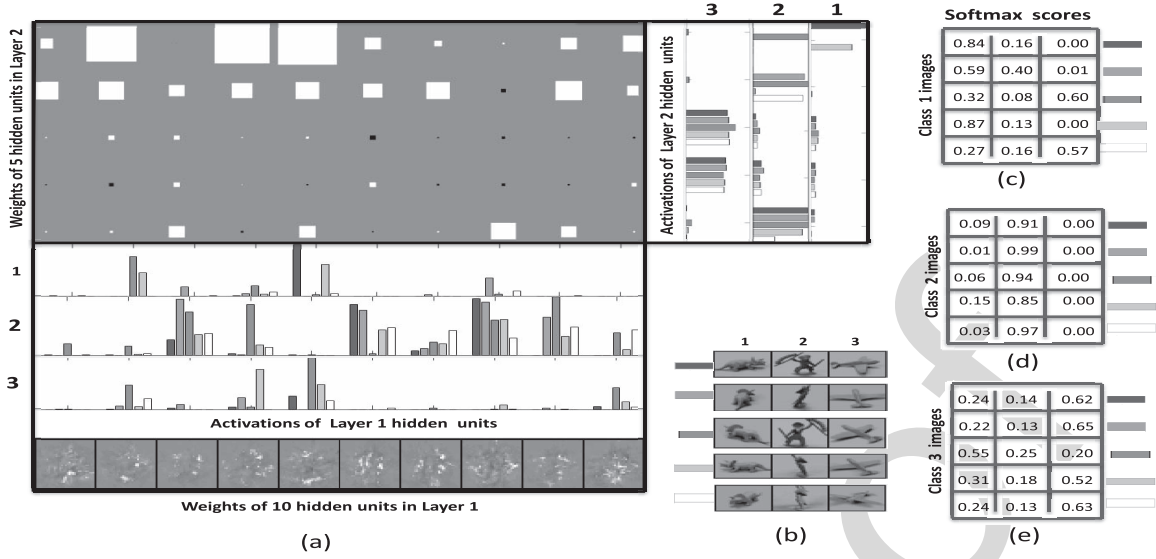 3 2 1
Weights of 5 hidden units in Layer 2
Activations of Layer 2 hidden units
1
2
3
Activations of Layer 1 hidden units
Weights of 10 hidden units in Layer 1
(a)
1 2 3
(b)
Softmax scores
Class 1 images
0.84 0.16 0.00
0.59 0.40 0.01
0.32 0.08 0.60
0.87 0.13 0.00
0.27 0.16 0.57
(c)
Class 2 images
0.09 0.91 0.00
0.01 0.99 0.00
0.06 0.94 0.00
0.15 0.85 0.00
0.03 0.97 0.00
(d)
Class 3 images
0.24 0.14 0.62
0.22 0.13 0.65
0.55 0.25 0.20
0.31 0.18 0.52
0.24 0.13 0.63
(e)